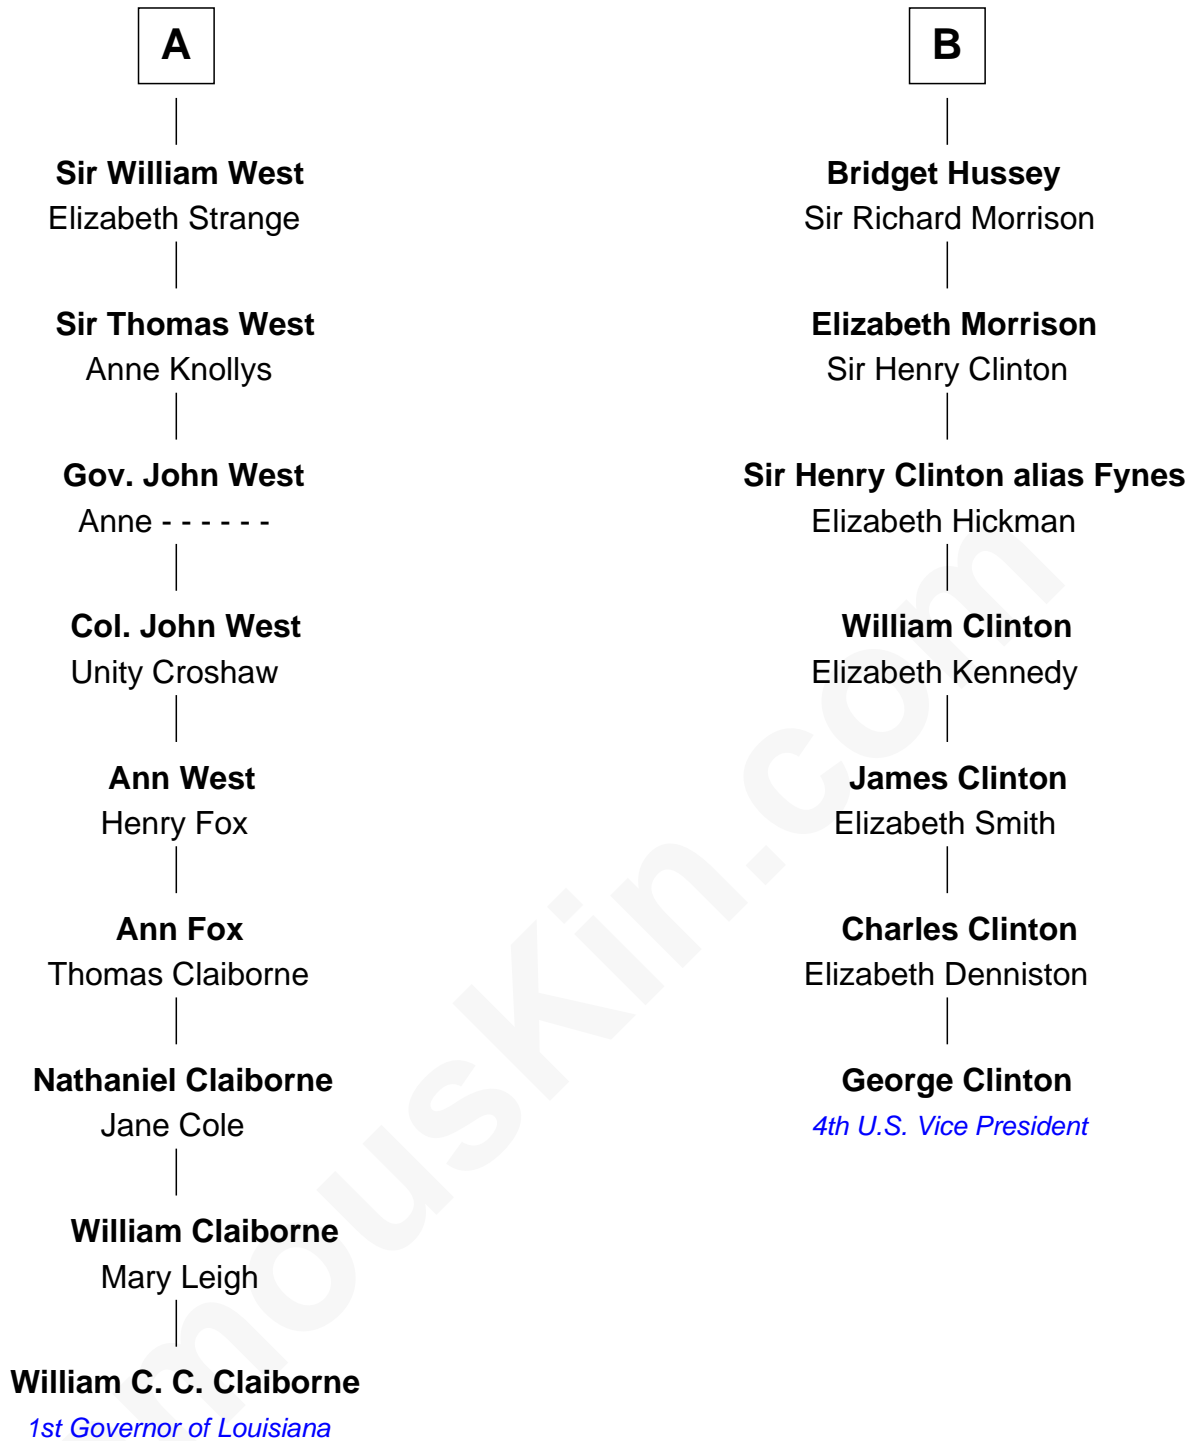 A
Sir William West
Elizabeth Strange
Sir Thomas West
Anne Knollys
Gov. John West
Anne - - - - - -
Col. John West
Unity Croshaw
Ann West
Henry Fox
Ann Fox
Thomas Claiborne
Nathaniel Claiborne
Jane Cole
William Claiborne
Mary Leigh
William C. C. Claiborne
1st Governor of Louisiana
B
Bridget Hussey
Sir Richard Morrison
Elizabeth Morrison
Sir Henry Clinton
Sir Henry Clinton alias Fynes
Elizabeth Hickman
William Clinton
Elizabeth Kennedy
James Clinton
Elizabeth Smith
Charles Clinton
Elizabeth Denniston
George Clinton
4th U.S. Vice President
mousKin.com